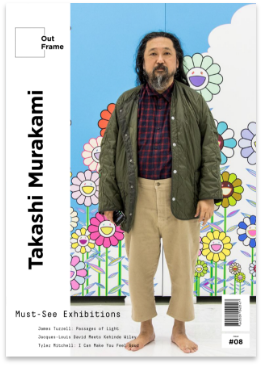 Out
Frame
Takashi Murakami
Must-See Exhibitions
James Turrell: Passages of Light.
Jacques-Louis David Meets Kehinde Wiley.
Tyler Mitchell: I Can Make You Feel Good.
#08